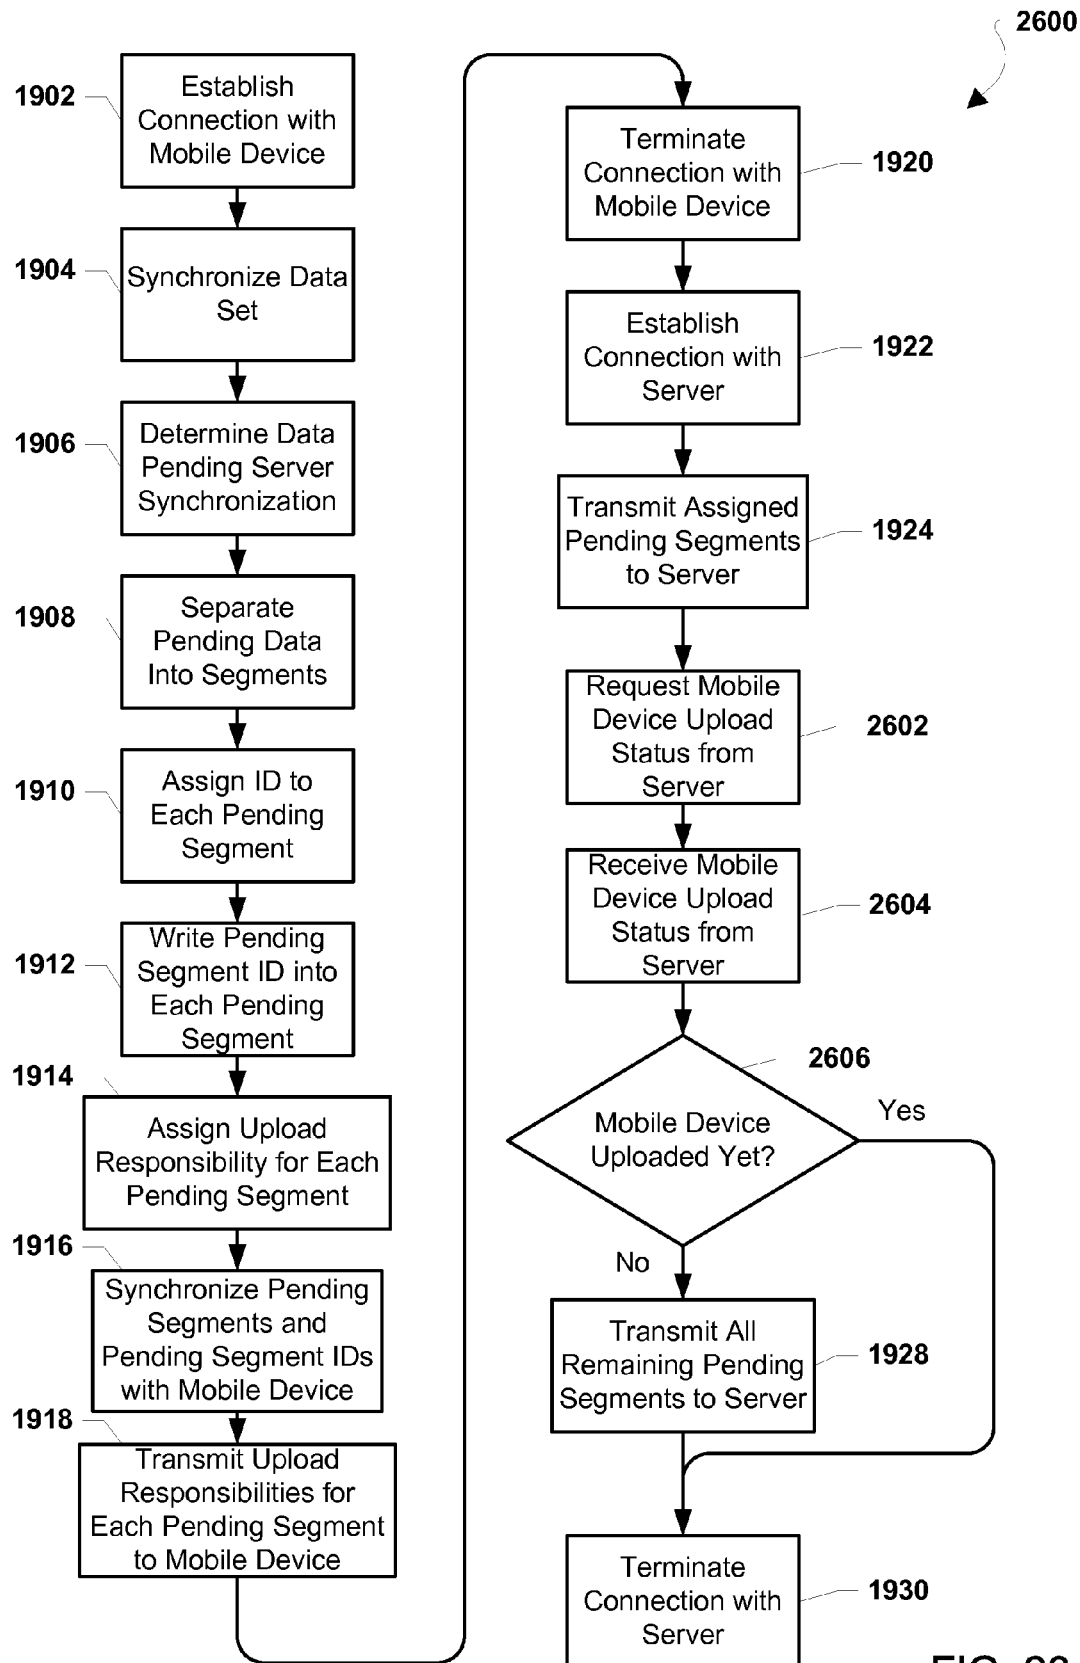 2600
1902
Establish
Connection with
Mobile Device
1904
Synchronize Data
Set
1906
Determine Data
Pending Server
Synchronization
1908
Separate
Pending Data
Into Segments
1910
Assign ID to
Each Pending
Segment
1912
Write Pending
Segment ID into
Each Pending
Segment
1914
Assign Upload
Responsibility for Each
Pending Segment
1916
Synchronize Pending
Segments and
Pending Segment IDs
with Mobile Device
1918
Transmit Upload
Responsibilities for
Each Pending Segment
to Mobile Device
Terminate
Connection with
Mobile Device
1920
Establish
Connection with
Server
1922
Transmit Assigned
Pending Segments
to Server
1924
Request Mobile
Device Upload
Status from
Server
2602
Receive Mobile
Device Upload
Status from
Server
2604
2606
Mobile Device
Uploaded Yet?
Yes
No
Transmit All
Remaining Pending
Segments to Server
1928
Terminate
Connection with
Server
1930